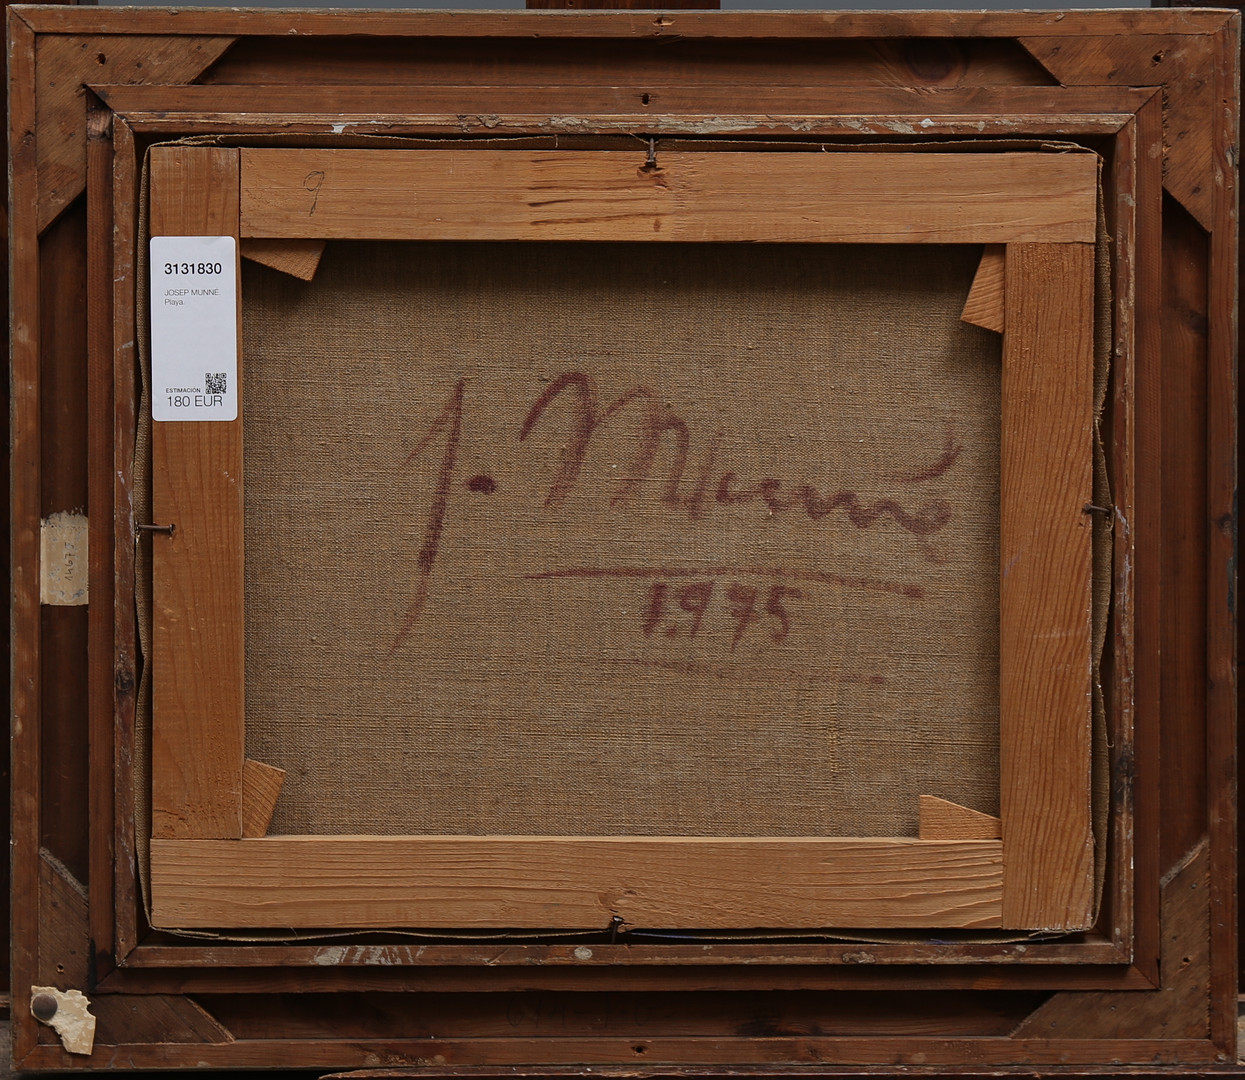 9
3131830
JOSEP MUNNE.
Playa
ESTIMACIÓN
180 EUR
J. Munné
1.975